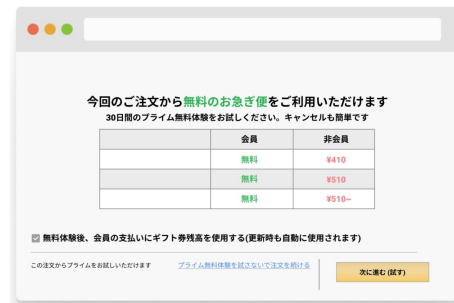 今回のご注文から無料のお急ぎ便をご利用いただけます
30日間のプライム無料体験をお試しください。キャンセルも簡単です
会員 非会員
無料 ¥410
無料 ¥510
無料 ¥510~
無料体験後、会員の支払いにギフト券残高を使用する(更新時も自動に使用されます)
この注文からプライムをお試しいただけます プライム無料体験を試さないで注文を続ける 次に進む (試す)